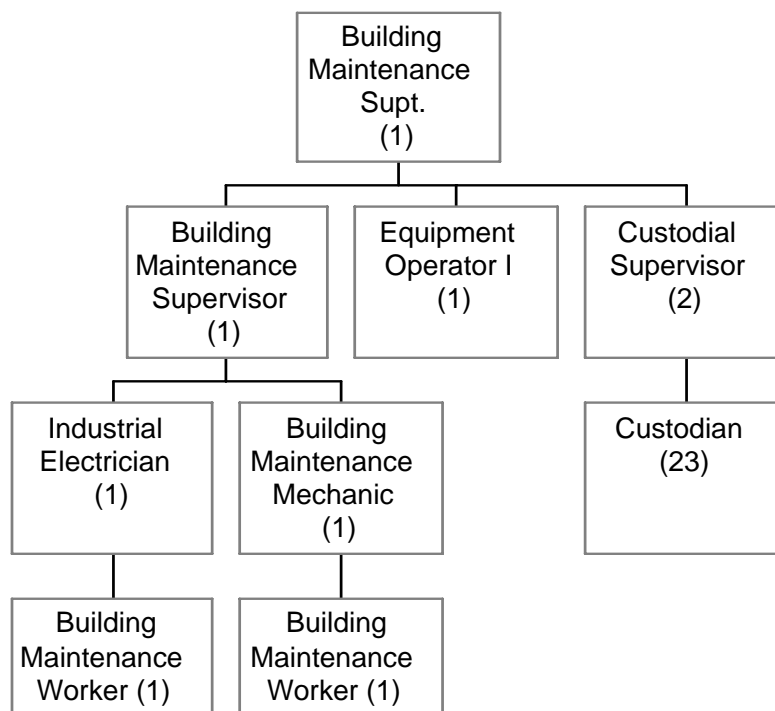 Building
Maintenance
Supt.
(1)
Building
Maintenance
Supervisor
(1)
Equipment
Operator I
(1)
Custodial
Supervisor
(2)
Industrial
Electrician
(1)
Building
Maintenance
Mechanic
(1)
Custodian
(23)
Building
Maintenance
Worker (1)
Building
Maintenance
Worker (1)